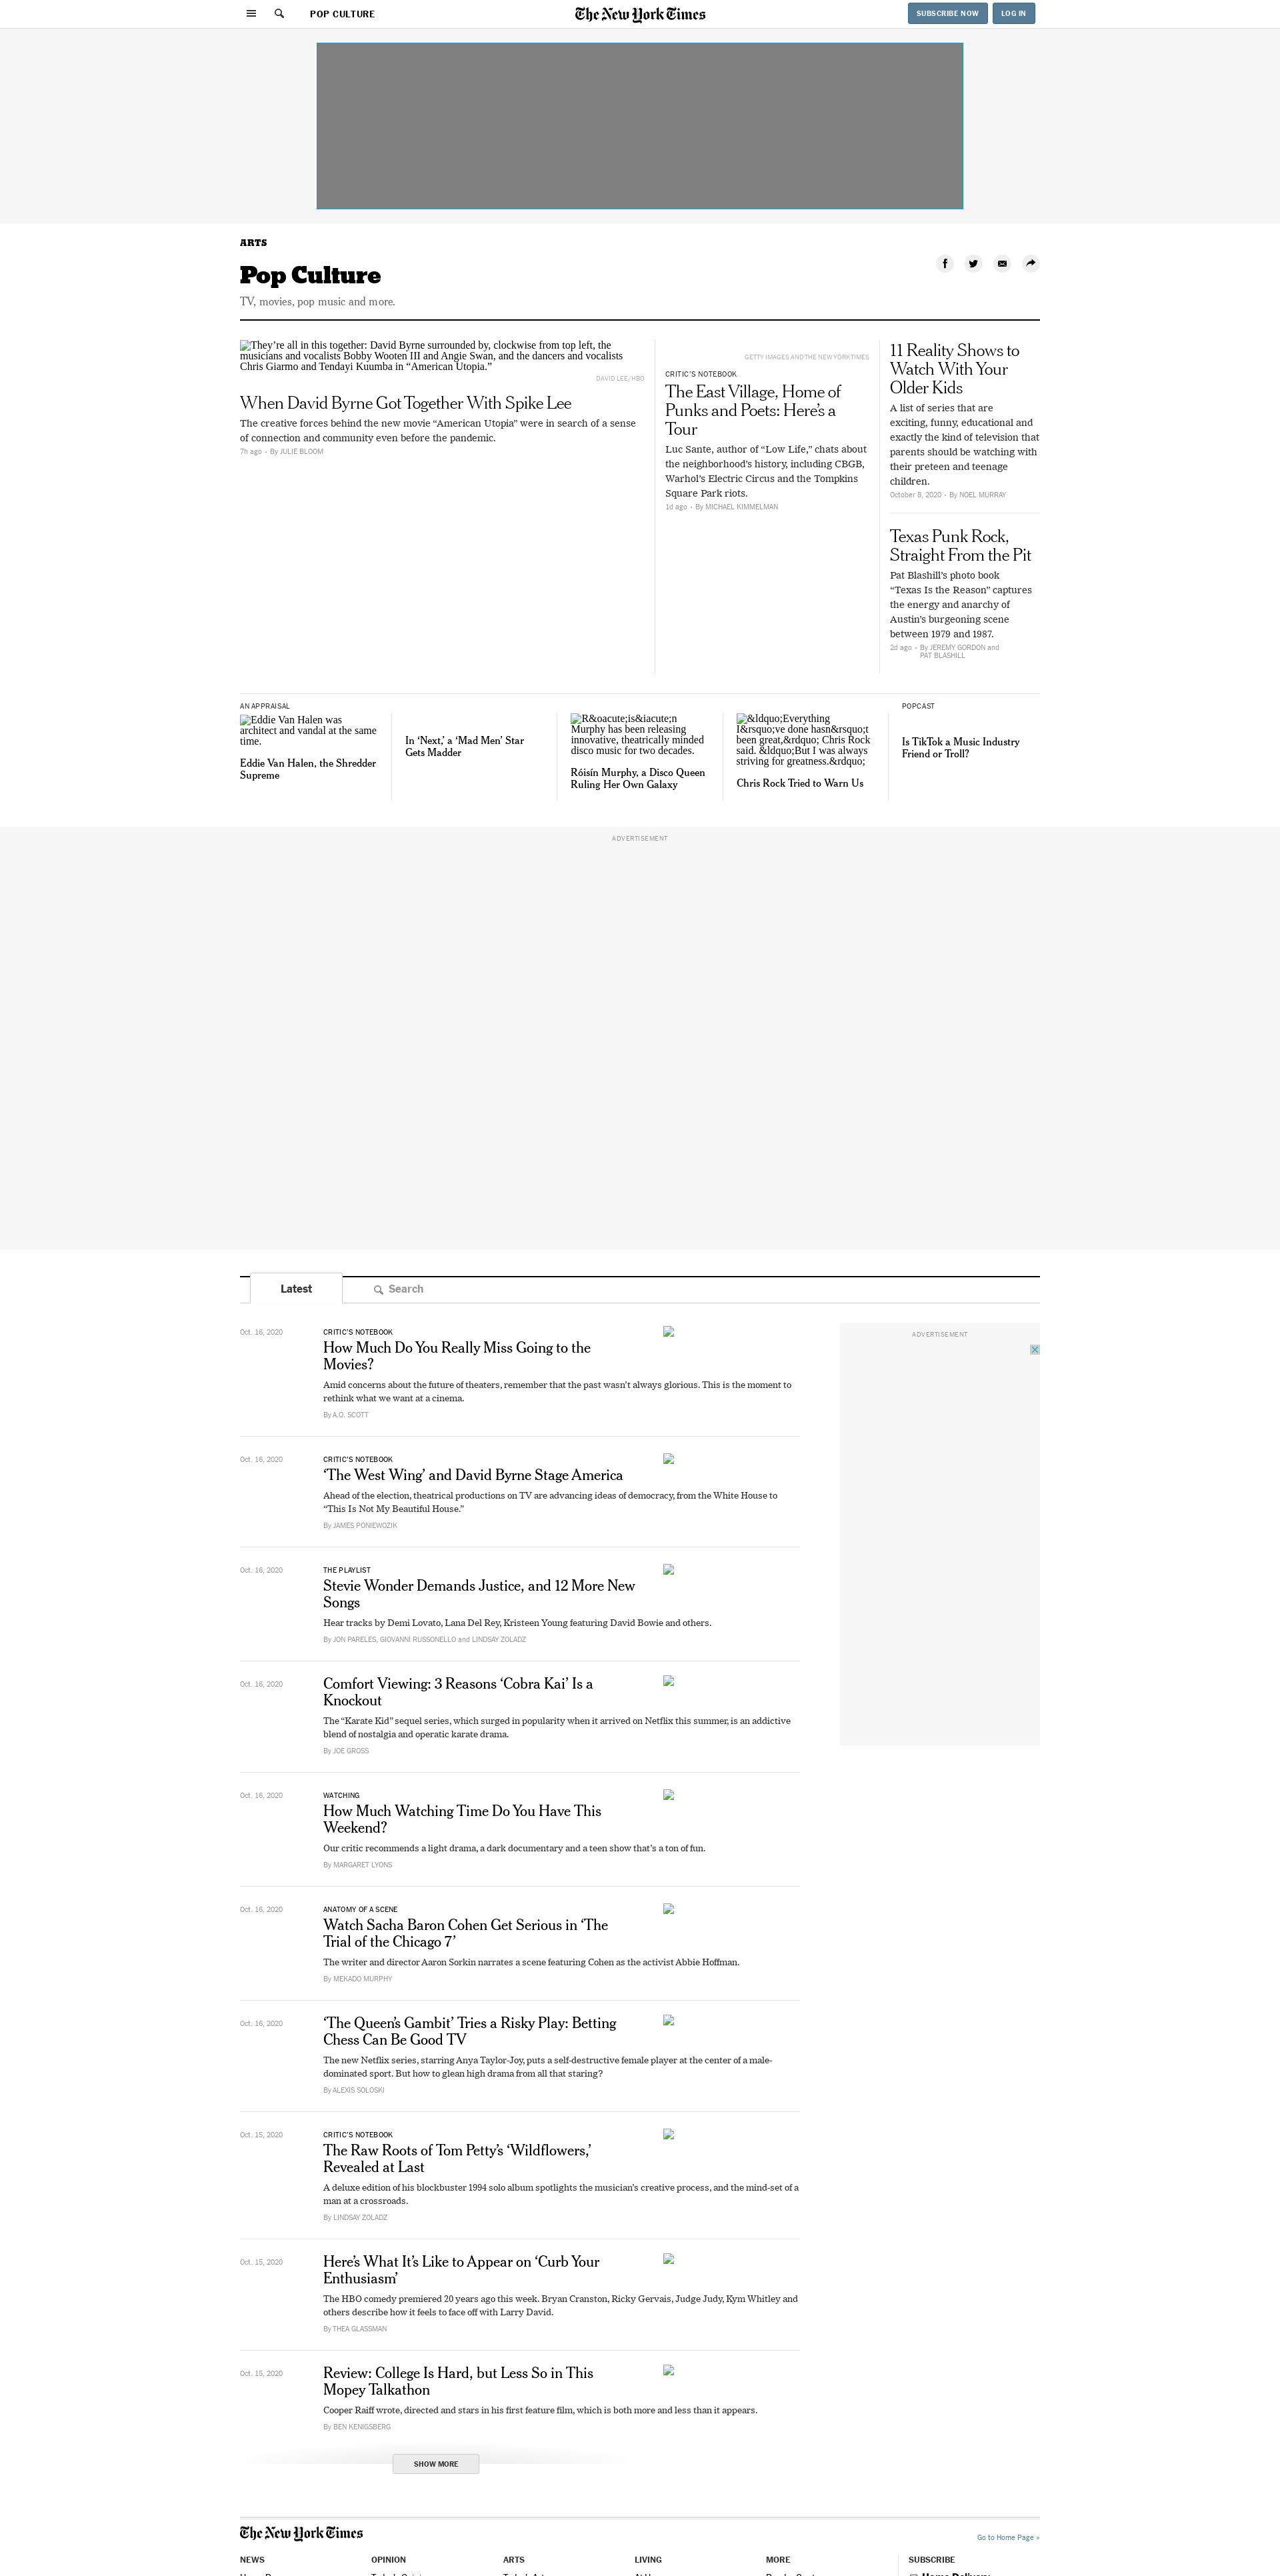 POP CULTURE
The New York Times
SUBSCRIBE NOW
LOG IN
ARTS
Pop Culture
TV, movies, pop music and more.
They’re all in this together: David Byrne surrounded by, clockwise from top left, the
musicians and vocalists Bobby Wooten III and Angie Swan, and the dancers and vocalists
Chris Giarmo and Tendayi Kuumba in “American Utopia.”
DAVID LEE/HBO
When David Byrne Got Together With Spike Lee
The creative forces behind the new movie “American Utopia” were in search of a sense
of connection and community even before the pandemic.
7h ago • By JULIE BLOOM
GETTY IMAGES AND THE NEW YORK TIMES
CRITIC’S NOTEBOOK
The East Village, Home of
Punks and Poets: Here’s a
Tour
Luc Sante, author of “Low Life,” chats about
the neighborhood’s history, including CBGB,
Warhol’s Electric Circus and the Tompkins
Square Park riots.
1d ago • By MICHAEL KIMMELMAN
11 Reality Shows to
Watch With Your
Older Kids
A list of series that are
exciting, funny, educational and
exactly the kind of television that
parents should be watching with
their preteen and teenage
children.
October 8, 2020 • By NOEL MURRAY
Texas Punk Rock,
Straight From the Pit
Pat Blashill’s photo book
“Texas Is the Reason” captures
the energy and anarchy of
Austin’s burgeoning scene
between 1979 and 1987.
2d ago • By JEREMY GORDON and
PAT BLASHILL
AN APPRAISAL
Eddie Van Halen was
architect and vandal at the same
time.
Eddie Van Halen, the Shredder
Supreme
In ‘Next,’ a ‘Mad Men’ Star
Gets Madder
R&oacute;is&iacute;n
Murphy has been releasing
innovative, theatrically minded
disco music for two decades.
Róisín Murphy, a Disco Queen
Ruling Her Own Galaxy
&ldquo;Everything
I&rsquo;ve done hasn&rsquo;t
been great,&rdquo; Chris Rock
said. &ldquo;But I was always
striving for greatness.&rdquo;
Chris Rock Tried to Warn Us
POPCAST
Is TikTok a Music Industry
Friend or Troll?
ADVERTISEMENT
Latest
Search
ADVERTISEMENT
Oct. 16, 2020
CRITIC’S NOTEBOOK
How Much Do You Really Miss Going to the
Movies?
Amid concerns about the future of theaters, remember that the past wasn’t always glorious. This is the moment to
rethink what we want at a cinema.
By A.O. SCOTT
Oct. 16, 2020
CRITIC’S NOTEBOOK
‘The West Wing’ and David Byrne Stage America
Ahead of the election, theatrical productions on TV are advancing ideas of democracy, from the White House to
“This Is Not My Beautiful House.”
By JAMES PONIEWOZIK
Oct. 16, 2020
THE PLAYLIST
Stevie Wonder Demands Justice, and 12 More New
Songs
Hear tracks by Demi Lovato, Lana Del Rey, Kristeen Young featuring David Bowie and others.
By JON PARELES, GIOVANNI RUSSONELLO and LINDSAY ZOLADZ
Oct. 16, 2020
Comfort Viewing: 3 Reasons ‘Cobra Kai’ Is a
Knockout
The “Karate Kid” sequel series, which surged in popularity when it arrived on Netflix this summer, is an addictive
blend of nostalgia and operatic karate drama.
By JOE GROSS
Oct. 16, 2020
WATCHING
How Much Watching Time Do You Have This
Weekend?
Our critic recommends a light drama, a dark documentary and a teen show that’s a ton of fun.
By MARGARET LYONS
Oct. 16, 2020
ANATOMY OF A SCENE
Watch Sacha Baron Cohen Get Serious in ‘The
Trial of the Chicago 7’
The writer and director Aaron Sorkin narrates a scene featuring Cohen as the activist Abbie Hoffman.
By MEKADO MURPHY
Oct. 16, 2020
‘The Queen’s Gambit’ Tries a Risky Play: Betting
Chess Can Be Good TV
The new Netflix series, starring Anya Taylor-Joy, puts a self-destructive female player at the center of a male-
dominated sport. But how to glean high drama from all that staring?
By ALEXIS SOLOSKI
Oct. 15, 2020
CRITIC’S NOTEBOOK
The Raw Roots of Tom Petty’s ‘Wildflowers,’
Revealed at Last
A deluxe edition of his blockbuster 1994 solo album spotlights the musician’s creative process, and the mind-set of a
man at a crossroads.
By LINDSAY ZOLADZ
Oct. 15, 2020
Here’s What It’s Like to Appear on ‘Curb Your
Enthusiasm’
The HBO comedy premiered 20 years ago this week. Bryan Cranston, Ricky Gervais, Judge Judy, Kym Whitley and
others describe how it feels to face off with Larry David.
By THEA GLASSMAN
Oct. 15, 2020
Review: College Is Hard, but Less So in This
Mopey Talkathon
Cooper Raiff wrote, directed and stars in his first feature film, which is both more and less than it appears.
By BEN KENIGSBERG
SHOW MORE
The New York Times
Go to Home Page »
NEWS
OPINION
ARTS
LIVING
MORE
SUBSCRIBE